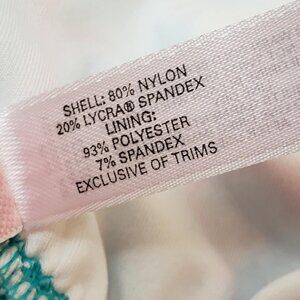 SHELL: 80% NYLON
20% LYCRA® SPANDEX
LINING:
93% POLYESTER
7% SPANDEX
EXCLUSIVE OF TRIMS